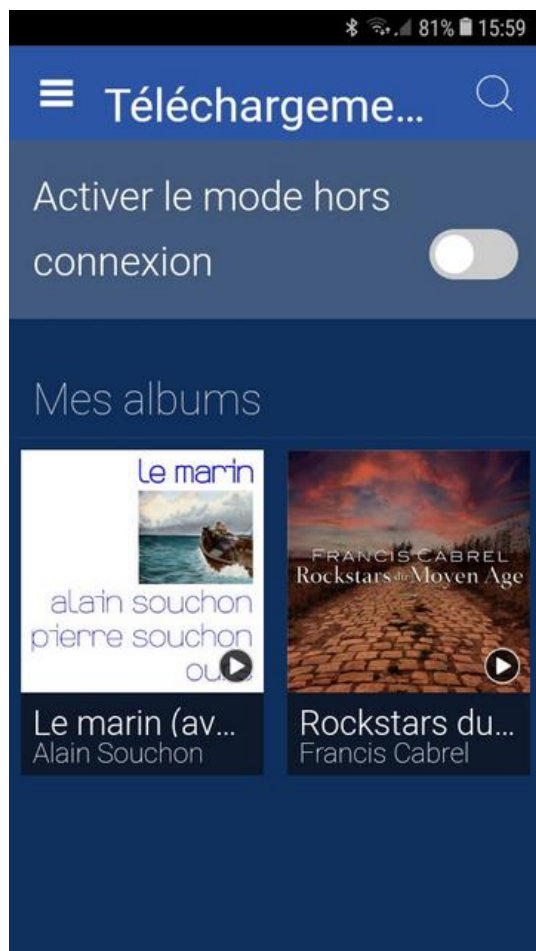 81% 15:59
Téléchargeme...
Activer le mode hors
connexion
Mes albums
le marin
alain souchon
pierre souchon
ours
FRANCIS CABREL
Rockstars du Moyen Age
Le marin (av...
Alain Souchon
Rockstars du...
Francis Cabrel